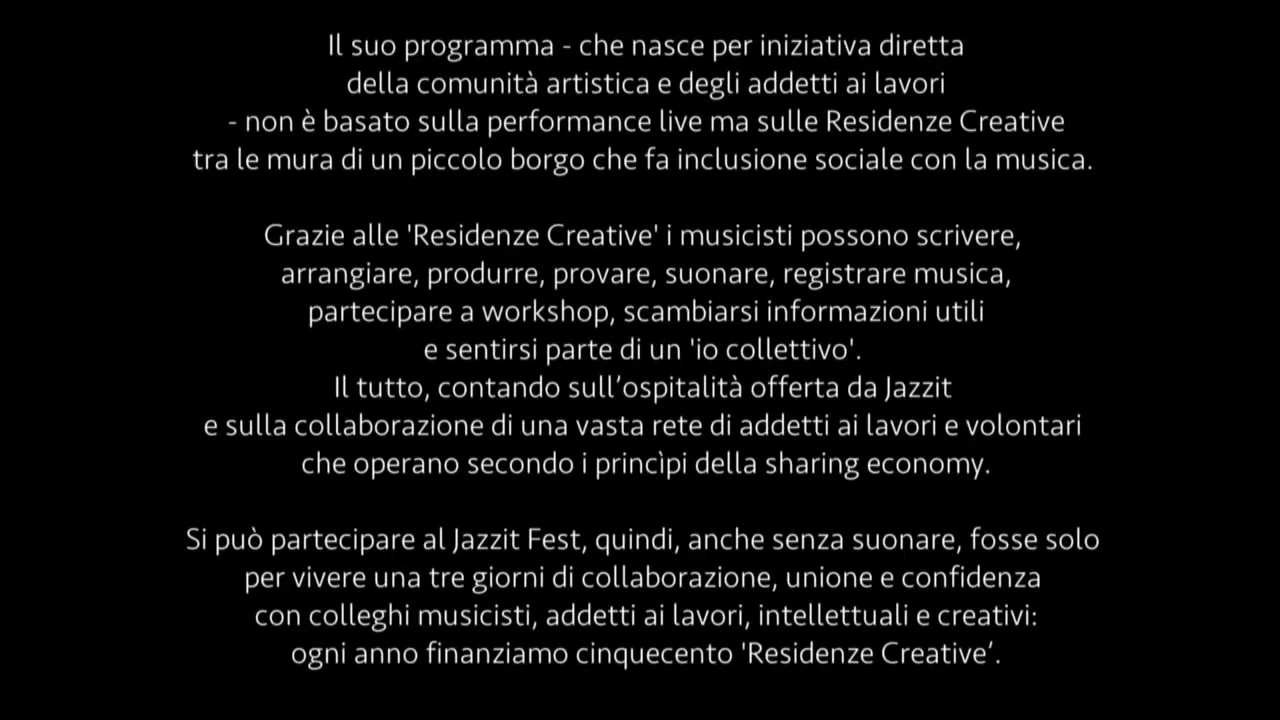 Il suo programma - che nasce per iniziativa diretta
della comunità artistica e degli addetti ai lavori
- non è basato sulla performance live ma sulle Residenze Creative
tra le mura di un piccolo borgo che fa inclusione sociale con la musica.
Grazie alle 'Residenze Creative' i musicisti possono scrivere,
arrangiare, produrre, provare, suonare, registrare musica,
partecipare a workshop, scambiarsi informazioni utili
e sentirsi parte di un 'io collettivo'.
Il tutto, contando sull’ospitalità offerta da Jazzit
e sulla collaborazione di una vasta rete di addetti ai lavori e volontari
che operano secondo i princìpi della sharing economy.
Si può partecipare al Jazzit Fest, quindi, anche senza suonare, fosse solo
per vivere una tre giorni di collaborazione, unione e confidenza
con colleghi musicisti, addetti ai lavori, intellettuali e creativi:
ogni anno finanziamo cinquecento 'Residenze Creative’.